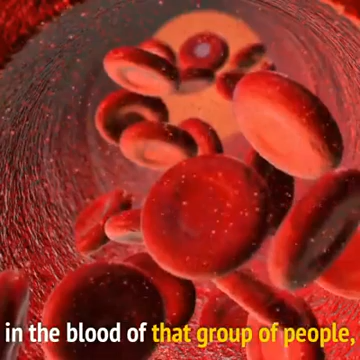 in the blood of that group of people,